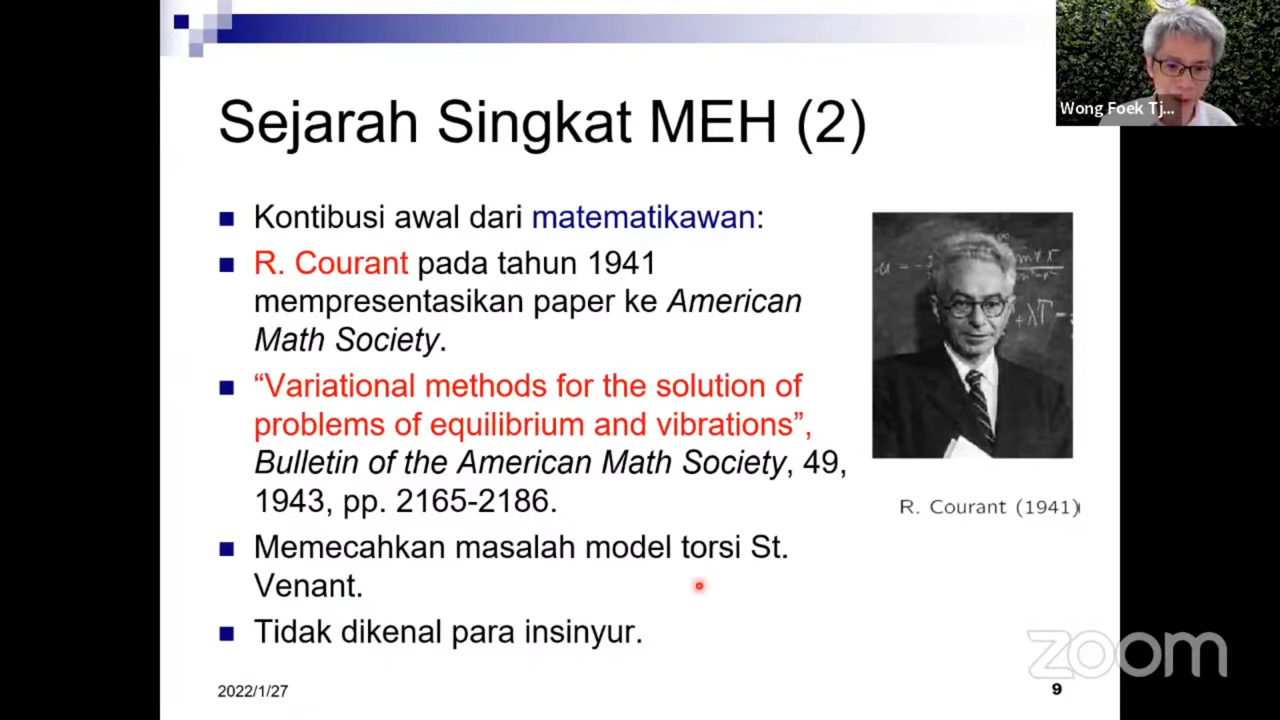 Sejarah Singkat MEH (2)
Wong Foek Tj...
Kontibusi awal dari matematikawan:
R. Courant pada tahun 1941
mempresentasikan paper ke American
Math Society.
“Variational methods for the solution of
problems of equilibrium and vibrations”,
Bulletin of the American Math Society, 49,
1943, pp. 2165-2186.
Memecahkan masalah model torsi St.
Venant.
Tidak dikenal para insinyur.
R. Courant (1941)
zoom
2022/1/27
9